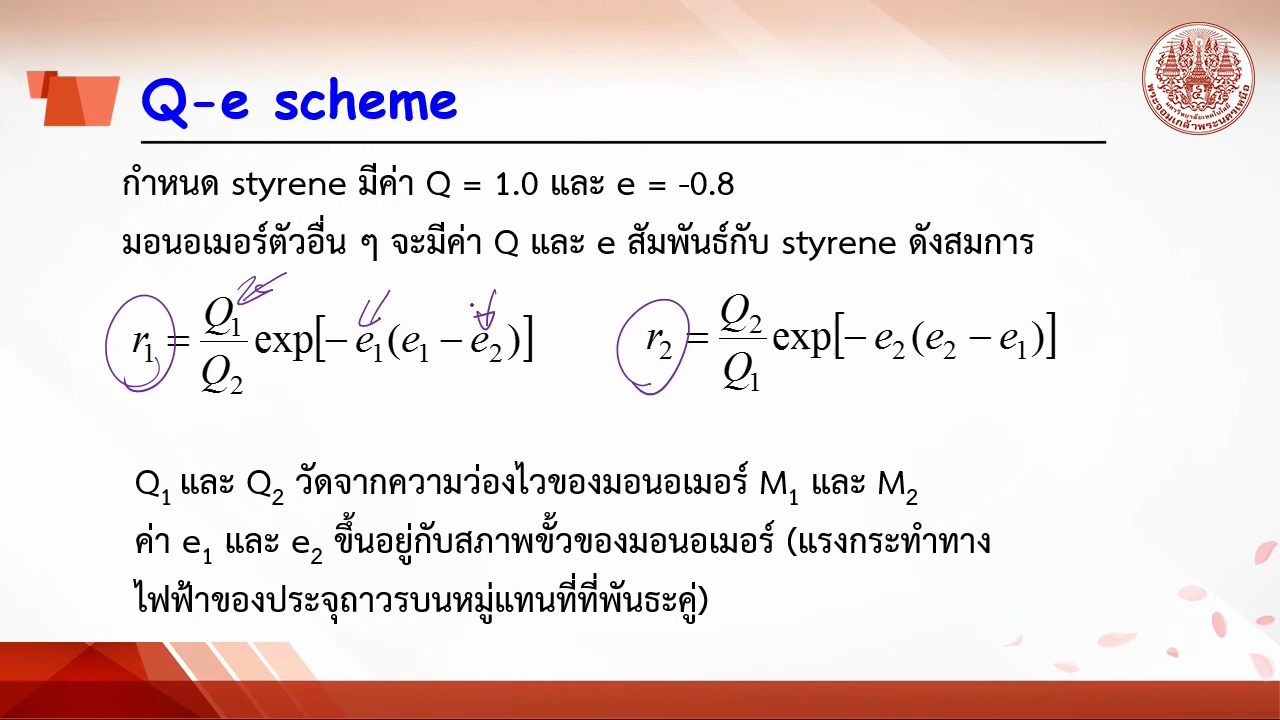 Q-e scheme
กำหนด styrene มีค่า Q = 1.0 และ e = -0.8
มอนอเมอร์ตัวอื่น ๆ จะมีค่า Q และ e สัมพันธ์กับ styrene ดังสมการ
r₁ = Q₁/Q₂ exp[− e₁(e₁ − e₂)] r₂ = Q₂/Q₁ exp[− e₂(e₂ − e₁)]
Q₁ และ Q₂ วัดจากความว่องไวของมอนอเมอร์ M₁ และ M₂
ค่า e₁ และ e₂ ขึ้นอยู่กับสภาพขั้วของมอนอเมอร์ (แรงกระทำทาง
ไฟฟ้าของประจุถาวรบนหมู่แทนที่ที่พันธะคู่)